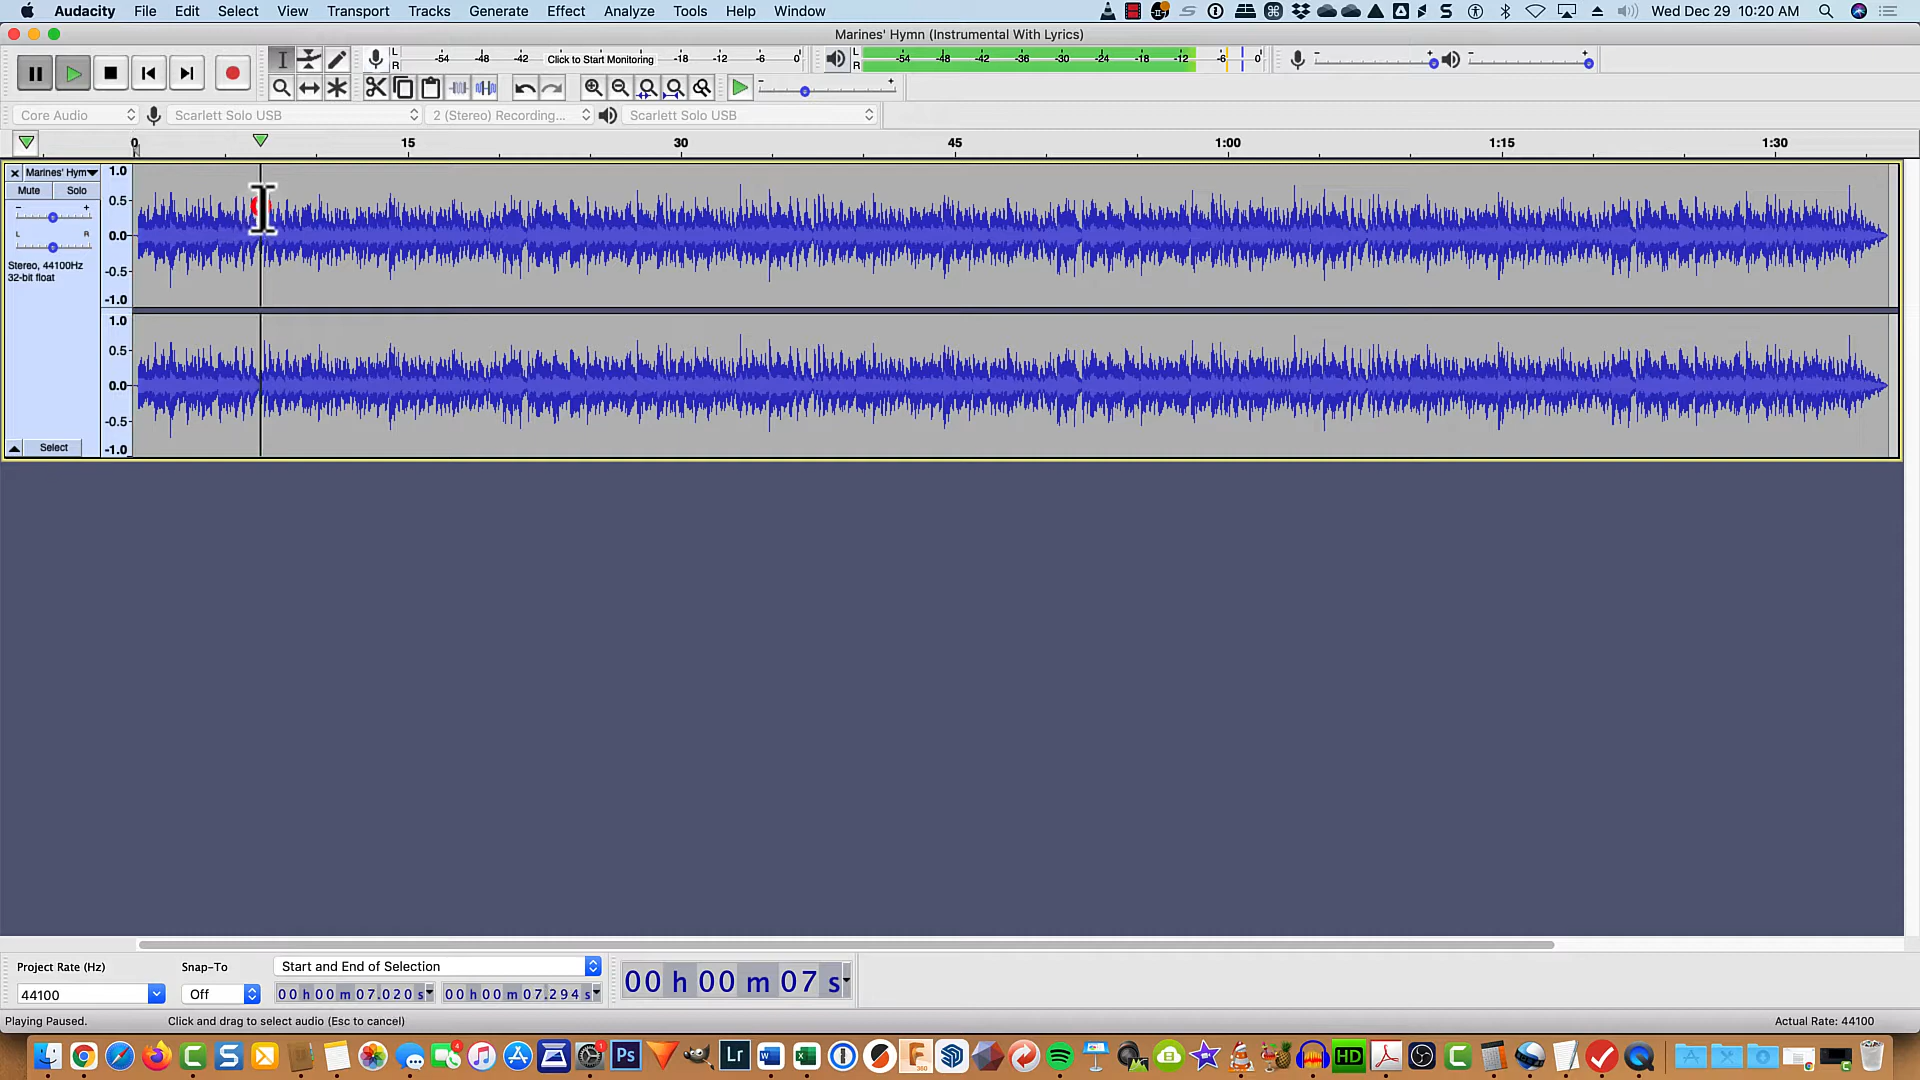 Audacity File Edit Select View Transport Tracks Generate Effect Analyze Tools Help Window Wed Dec 29 10:20 AM
Marines' Hymn (Instrumental With Lyrics)
L R -54 -48 -42 Click to Start Monitoring -18 -12 -6 0 L R -54 -48 -42 -36 -30 -24 -18 -12 -6 0 - + - +
- +
Core Audio Scarlett Solo USB 2 (Stereo) Recording... Scarlett Solo USB
0 15 30 45 1:00 1:15 1:30
Marines' Hym 1.0
Mute Solo
- + 0.5
L R 0.0
Stereo, 44100Hz
32-bit float
-0.5
-1.0
1.0
0.5
0.0
-0.5
Select -1.0
Project Rate (Hz) Snap-To Start and End of Selection
44100 Off 00 h 00 m 07.020 s 00 h 00 m 07.294 s 00 h 00 m 07 s
Playing Paused. Click and drag to select audio (Esc to cancel) Actual Rate: 44100
Ps Lr HD